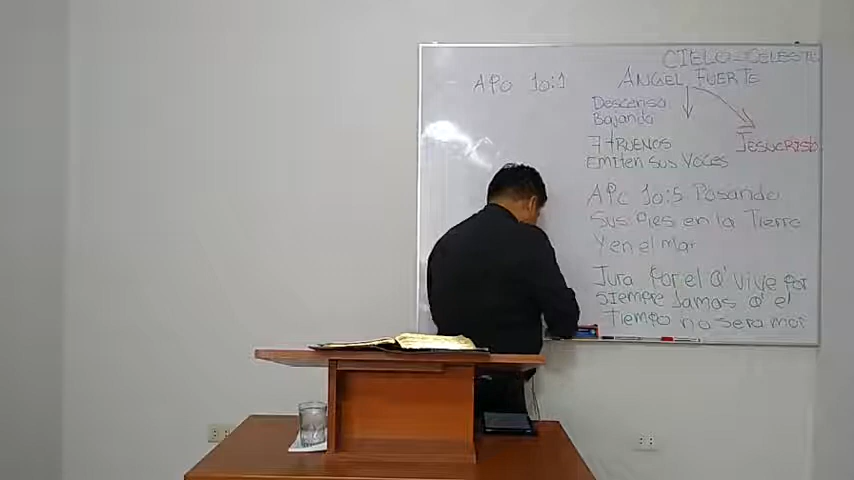 CIELO = CELESTE
APO 10:1
ANGEL FUERTE
Descenso
Bajando
7 TRUENOS
JESUCRISTO
Emiten sus voces
APC 10:5 Posando
sus Pies en la Tierra
Y en el mar
Jura por el Q' vive por
siempre Jamas Q' el
Tiempo no sera mas